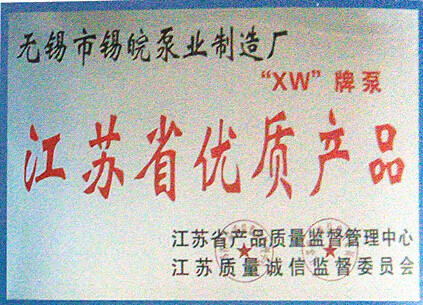 无锡市锡皖泵业制造厂
“XW”牌泵
江苏省优质产品
江苏省产品质量监督管理中心
江苏质量诚信监督委员会